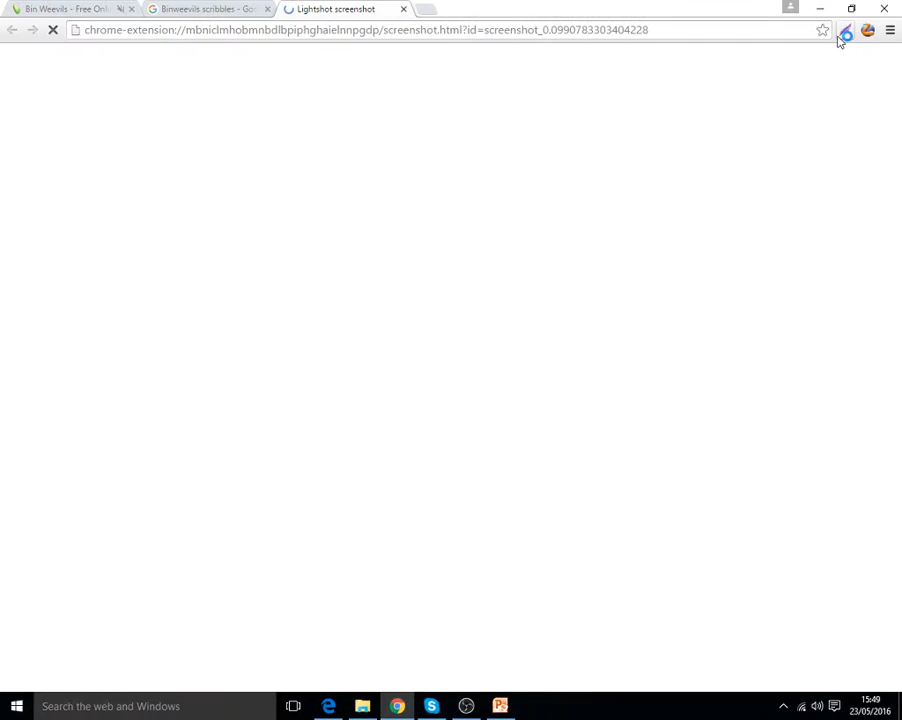 Bin Weevils - Free Onli
Binweevils scribbles - Goo
Lightshot screenshot
chrome-extension://mbniclmhobmnbdlbpiphghaielnnpgdp/screenshot.html?id=screenshot_0.0990783303404228
Search the web and Windows
15:49
23/05/2016